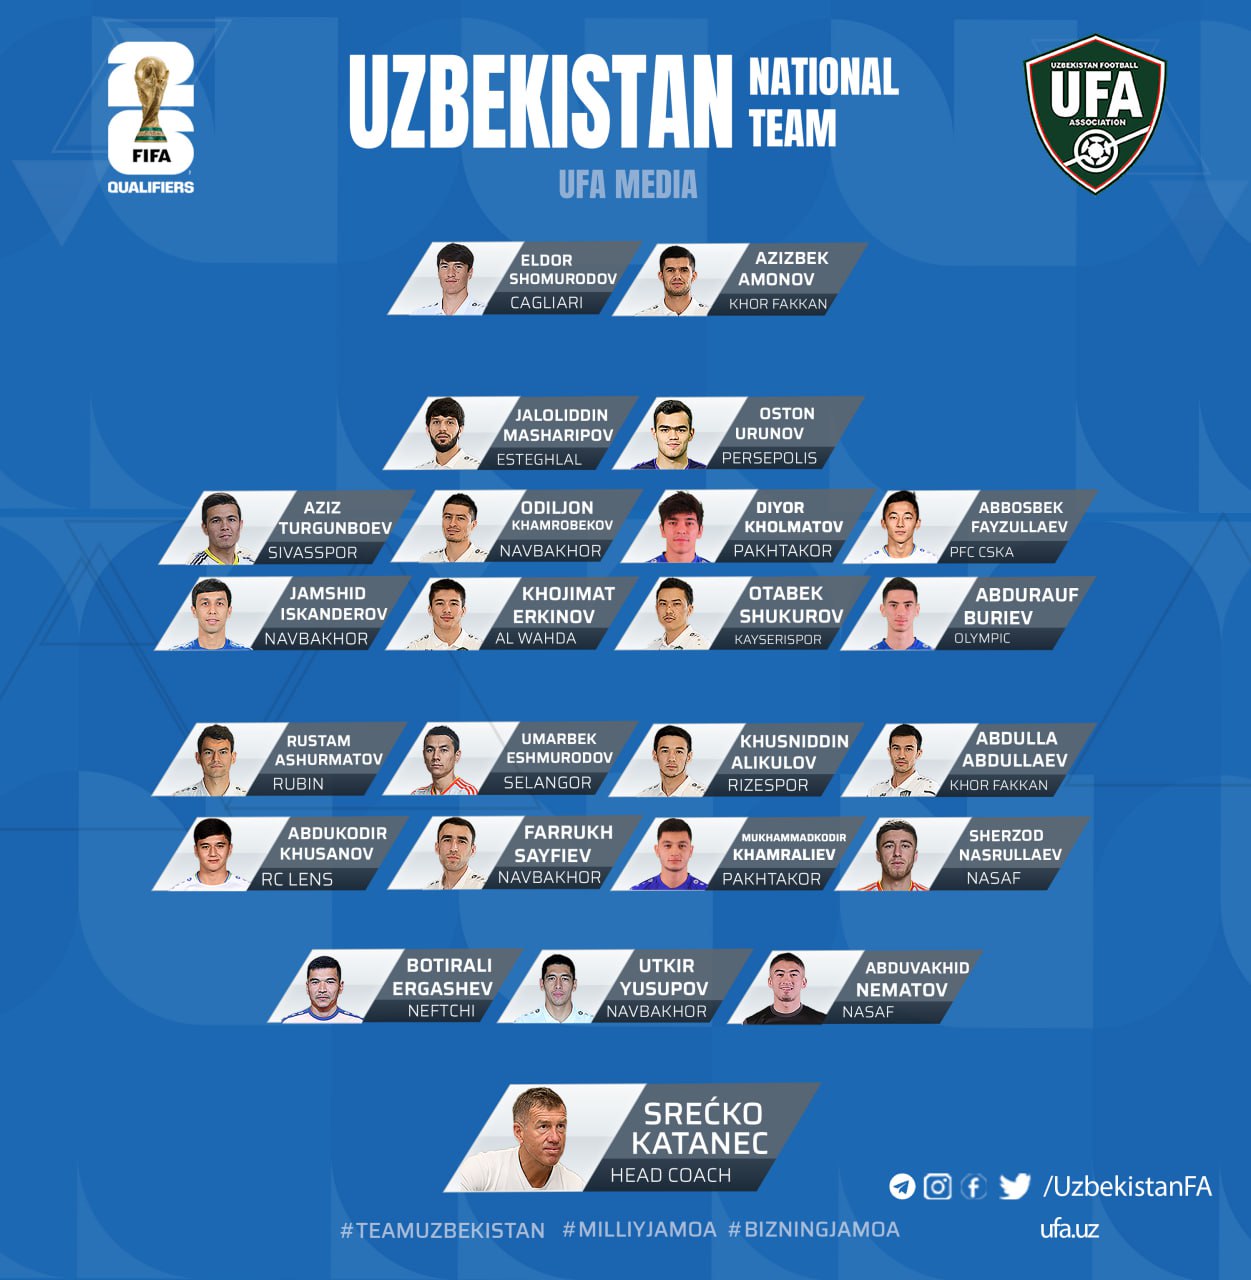 UZBEKISTAN NATIONAL TEAM
UFA MEDIA
FIFA
QUALIFIERS
UZBEKISTAN FOOTBALL
UFA
ASSOCIATION
ELDOR
SHOMURODOV
CAGLIARI
AZIZBEK
AMONOV
KHOR FAKKAN
JALOLIDDIN
MASHARIPOV
ESTEGHLAL
OSTON
URUNOV
PERSEPOLIS
AZIZ
TURGUNBOEV
SIVASSPOR
ODILJON
KHAMROBEKOV
NAVBAKHOR
DIYOR
KHOLMATOV
PAKHTAKOR
ABBOSBEK
FAYZULLAEV
PFC CSKA
JAMSHID
ISKANDEROV
NAVBAKHOR
KHOJIMAT
ERKINOV
AL WAHDA
OTABEK
SHUKUROV
KAYSERISPOR
ABDURAUF
BURIEV
OLYMPIC
RUSTAM
ASHURMATOV
RUBIN
UMARBEK
ESHMURODOV
SELANGOR
KHUSNIDDIN
ALIKULOV
RIZESPOR
ABDULLA
ABDULLAEV
KHOR FAKKAN
ABDUKODIR
KHUSANOV
RC LENS
FARRUKH
SAYFIEV
NAVBAKHOR
MUKHAMMADKODIR
KHAMRALIEV
PAKHTAKOR
SHERZOD
NASRULLAEV
NASAF
BOTIRALI
ERGASHEV
NEFTCHI
UTKIR
YUSUPOV
NAVBAKHOR
ABDUVAKHID
NEMATOV
NASAF
SREĆKO
KATANEC
HEAD COACH
/UzbekistanFA
ufa.uz
#TEAMUZBEKISTAN #MILLIYJAMOA #BIZNINGJAMOA